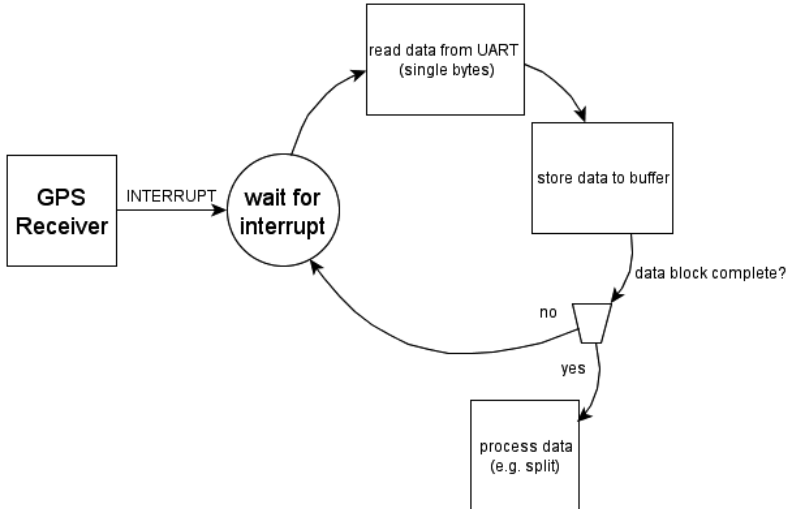 read data from UART
(single bytes)
store data to buffer
GPS
Receiver
INTERRUPT
wait for
interrupt
data block complete?
no
yes
process data
(e.g. split)